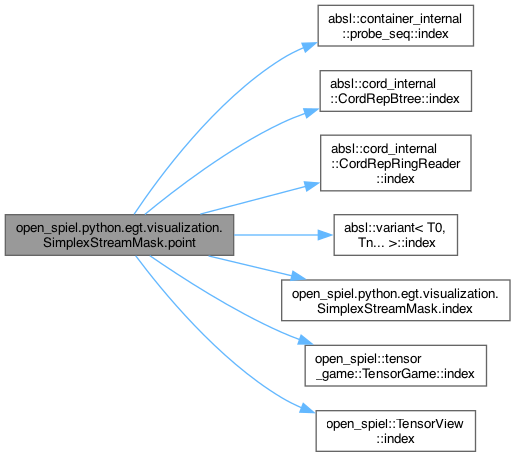 open_spiel.python.egt.visualization.
SimplexStreamMask.point
absl::container_internal
::probe_seq::index
absl::cord_internal
::CordRepBtree::index
absl::cord_internal
::CordRepRingReader
::index
absl::variant< T0,
Tn... >::index
open_spiel.python.egt.visualization.
SimplexStreamMask.index
open_spiel::tensor
_game::TensorGame::index
open_spiel::TensorView
::index